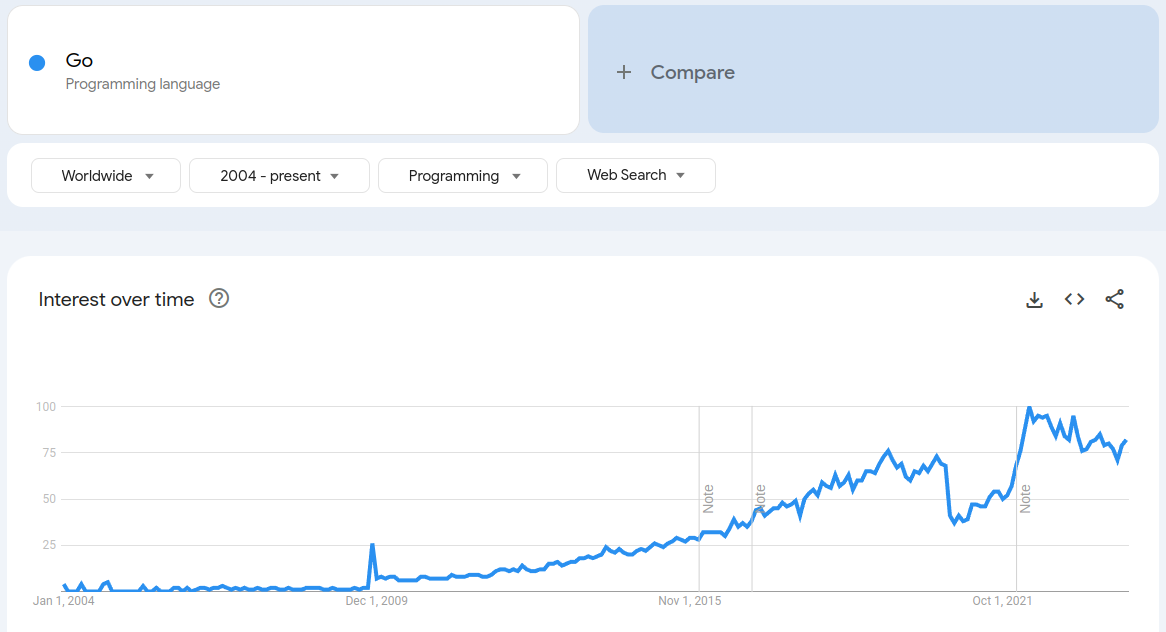 Go
Programming language
+ Compare
Worldwide
2004 - present
Programming
Web Search
Interest over time ?
100
75
50
25
Note
Note
Note
Jan 1, 2004
Dec 1, 2009
Nov 1, 2015
Oct 1, 2021